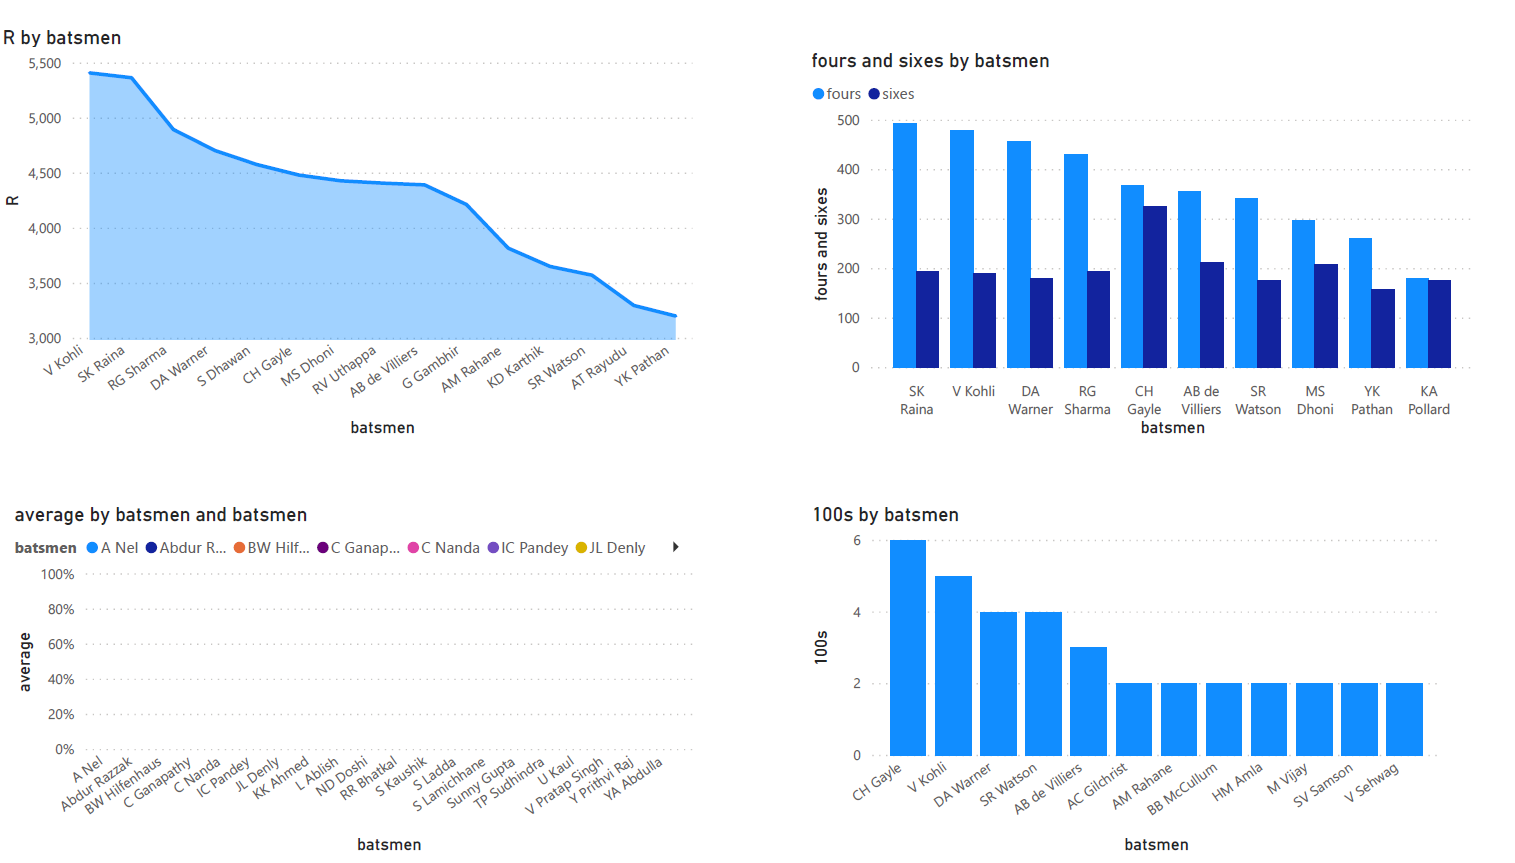 R by batsmen
5,500
5,000
4,500
4,000
3,500
3,000
R
V Kohli
SK Raina
RG Sharma
DA Warner
S Dhawan
CH Gayle
MS Dhoni
RV Uthappa
AB de Villiers
G Gambhir
AM Rahane
KD Karthik
SR Watson
AT Rayudu
YK Pathan
batsmen
fours and sixes by batsmen
fours sixes
500
400
300
200
100
0
fours and sixes
SK
Raina
V Kohli
DA
Warner
RG
Sharma
CH
Gayle
AB de
Villiers
SR
Watson
MS
Dhoni
YK
Pathan
KA
Pollard
batsmen
average by batsmen and batsmen
batsmen A Nel Abdur R... BW Hilf... C Ganap... C Nanda IC Pandey JL Denly
100%
80%
60%
40%
20%
0%
average
A Nel
Abdur Razzak
BW Hilfenhaus
C Ganapathy
C Nanda
IC Pandey
JL Denly
KK Ahmed
L Ablish
ND Doshi
RR Bhatkal
S Kaushik
S Ladda
S Lamichhane
Sunny Gupta
TP Sudhindra
U Kaul
V Pratap Singh
Y Prithvi Raj
YA Abdulla
batsmen
100s by batsmen
6
4
2
0
100s
CH Gayle
V Kohli
DA Warner
SR Watson
AB de Villiers
AC Gilchrist
AM Rahane
BB McCullum
HM Amla
M Vijay
SV Samson
V Sehwag
batsmen